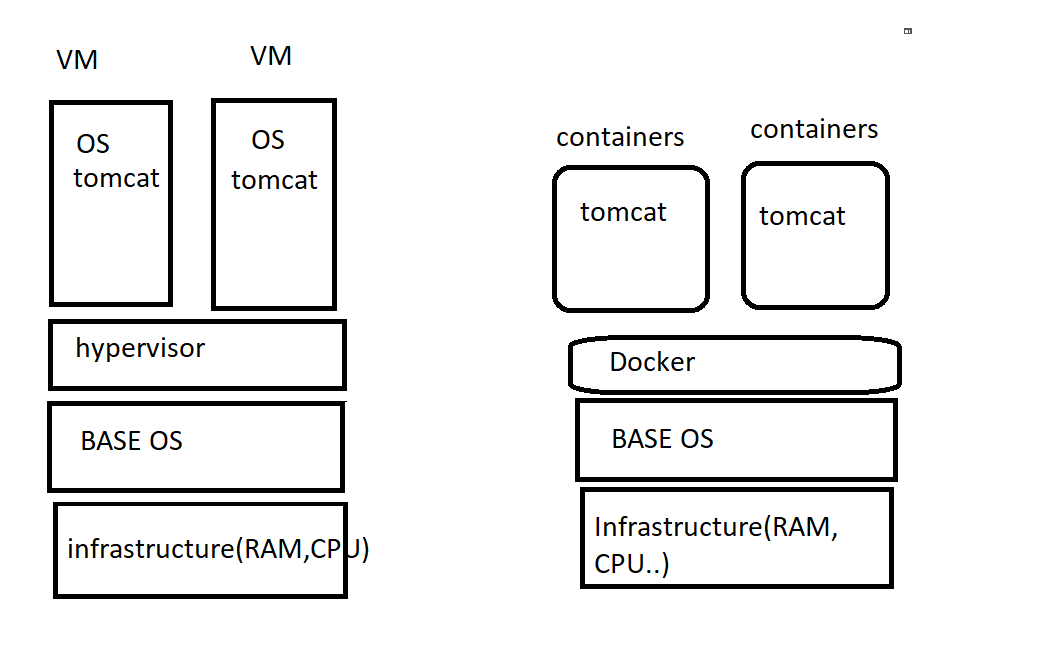 VM
VM
OS
tomcat
OS
tomcat
hypervisor
BASE OS
infrastructure(RAM,CPU)
containers
containers
tomcat
tomcat
Docker
BASE OS
Infrastructure(RAM,
CPU..)